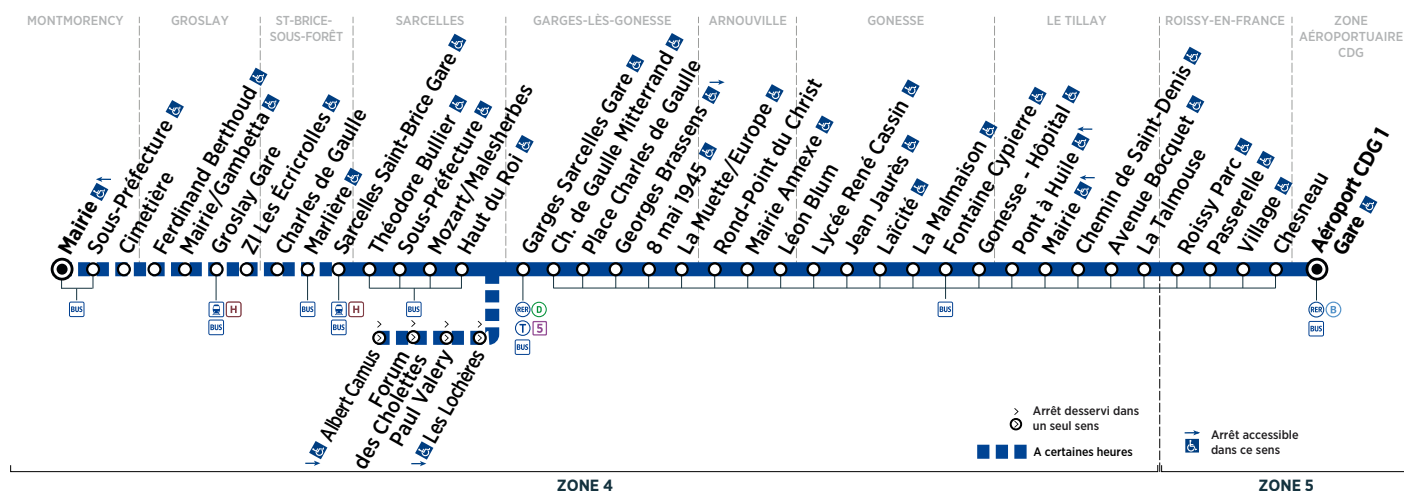 MONTMORENCY
GROSLAY
ST-BRICE-
SOUS-FORÊT
SARCELLES
GARGES-LÈS-GONESSE
ARNOUVILLE
GONESSE
LE TILLAY
ROISSY-EN-FRANCE
ZONE
AÉROPORTUAIRE
CDG
Mairie
Sous-Préfecture
Cimetière
Ferdinand Berthoud
Mairie/Gambetta
Groslay Gare
ZI Les Écricrolles
Charles de Gaulle
Marlière
Sarcelles Saint-Brice Gare
Théodore Bullier
Sous-Préfecture
Mozart/Malesherbes
Haut du Roi
Garges Sarcelles Gare
Ch. de Gaulle Mitterrand
Place Charles de Gaulle
Georges Brassens
8 mai 1945
La Muette/Europe
Rond-Point du Christ
Mairie Annexe
Léon Blum
Lycée René Cassin
Jean Jaurès
Laïcité
La Malmaison
Fontaine Cypierre
Gonesse - Hôpital
Pont à Huile
Mairie
Chemin de Saint-Denis
Avenue Bocquet
La Talmouse
Roissy Parc
Passerelle
Village
Chesneau
Aéroport CDG 1
Gare
BUS
H
BUS
BUS
H
BUS
BUS
RER D
T 5
BUS
BUS
RER B
BUS
Albert Camus
Forum
des Cholettes
Paul Valery
Les Lochères
Arrêt desservi dans
un seul sens
A certaines heures
Arrêt accessible
dans ce sens
ZONE 4
ZONE 5